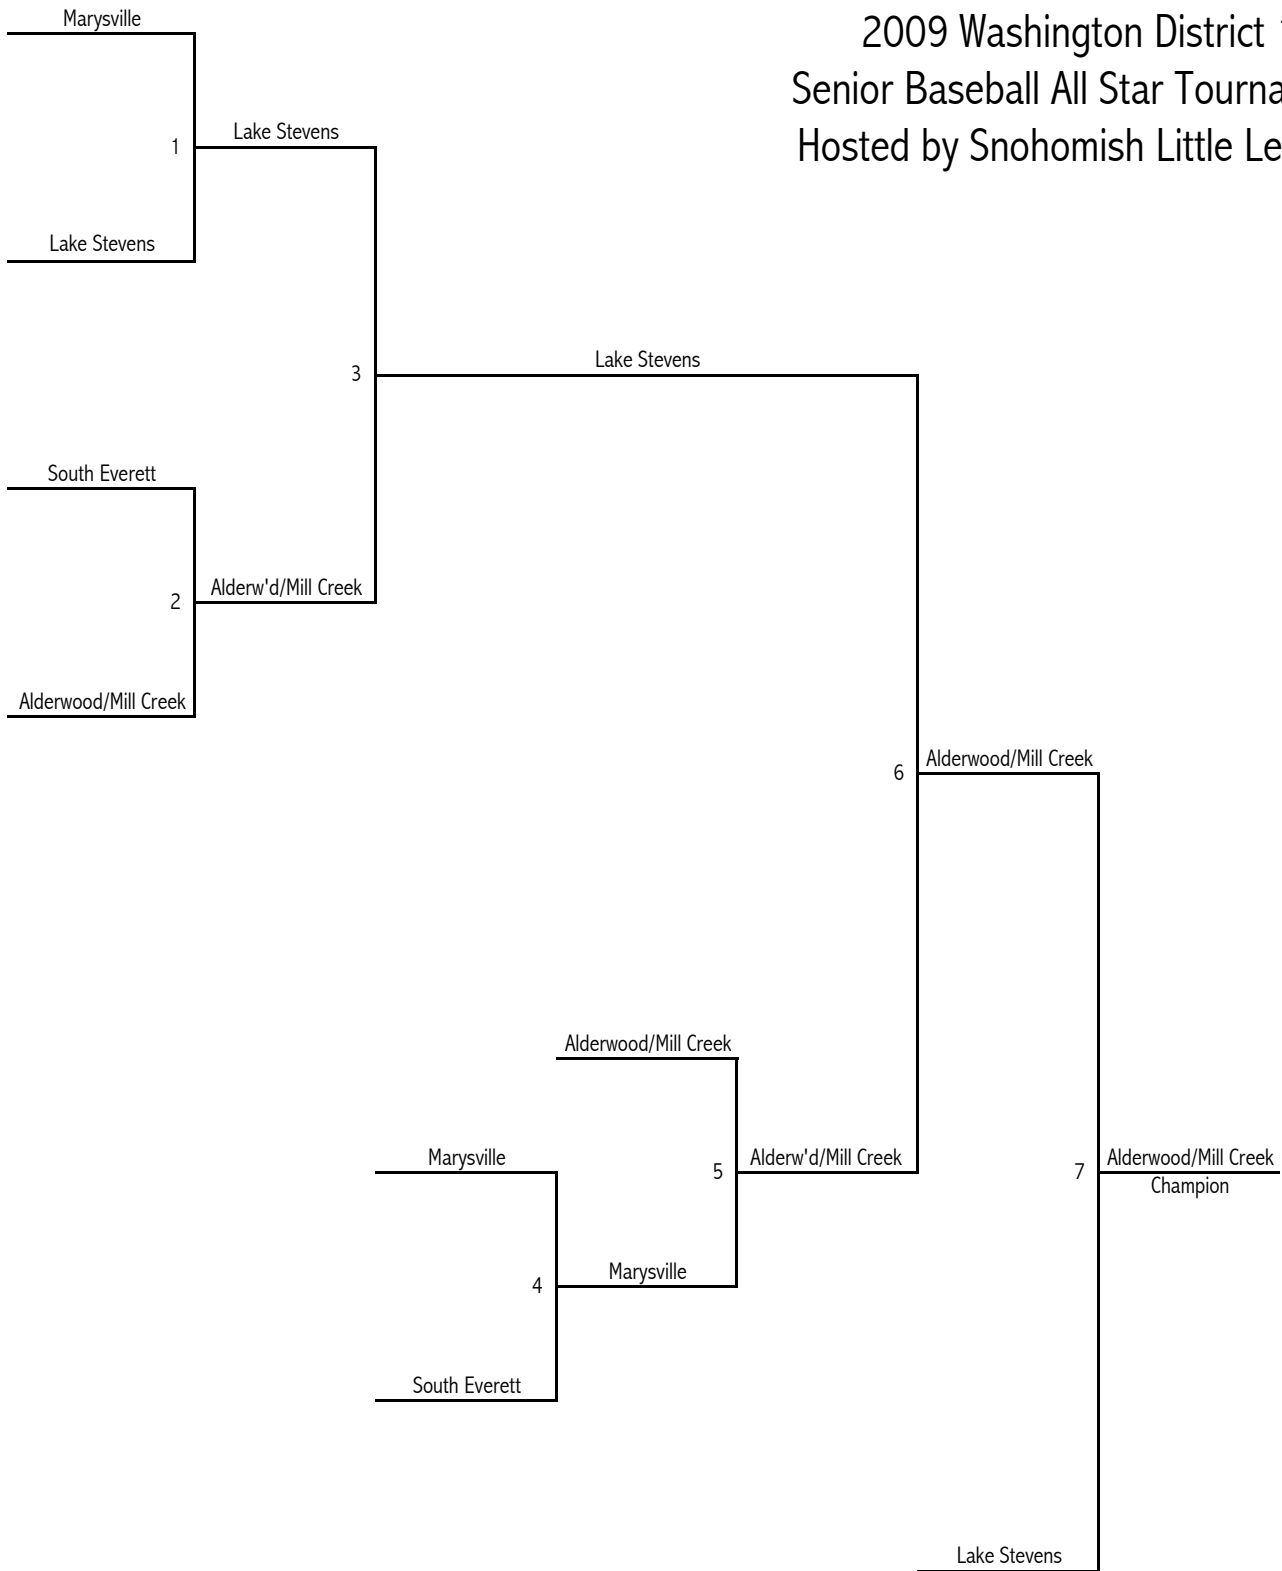 Marysville
2009 Washington District
Senior Baseball All Star
Hosted by Snohomish Little
1
Lake Stevens
Lake Stevens
3
Lake Stevens
South Everett
2
Alderw'd/Mill Creek
Alderwood/Mill Creek
6
Alderwood/Mill Creek
Alderwood/Mill Creek
Marysville
5
Alderw'd/Mill Creek
7
Alderwood/Mill Creek
Champion
4
Marysville
South Everett
Lake Stevens